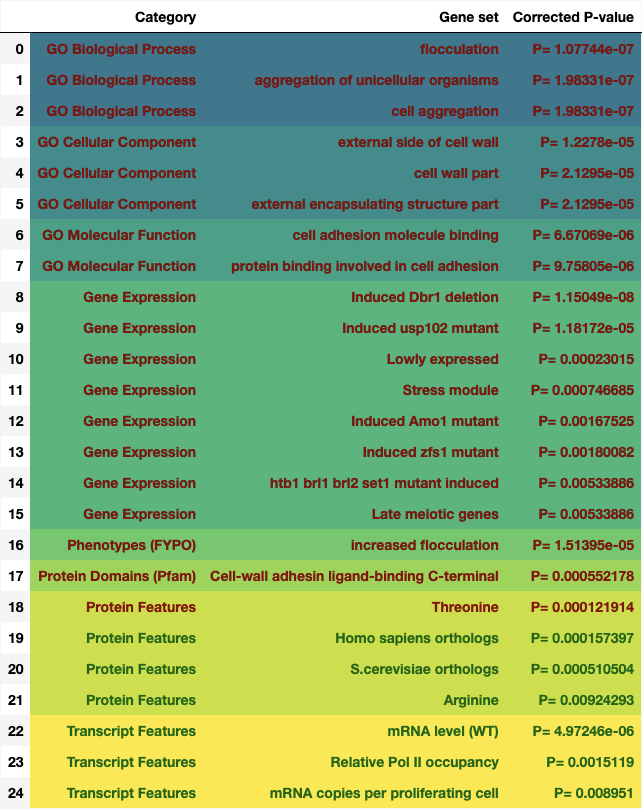 Category Gene set Corrected P-value
0 GO Biological Process flocculation P= 1.07744e-07
1 GO Biological Process aggregation of unicellular organisms P= 1.98331e-07
2 GO Biological Process cell aggregation P= 1.98331e-07
3 GO Cellular Component external side of cell wall P= 1.2278e-05
4 GO Cellular Component cell wall part P= 2.1295e-05
5 GO Cellular Component external encapsulating structure part P= 2.1295e-05
6 GO Molecular Function cell adhesion molecule binding P= 6.67069e-06
7 GO Molecular Function protein binding involved in cell adhesion P= 9.75805e-06
8 Gene Expression Induced Dbr1 deletion P= 1.15049e-08
9 Gene Expression Induced usp102 mutant P= 1.18172e-05
10 Gene Expression Lowly expressed P= 0.00023015
11 Gene Expression Stress module P= 0.000746685
12 Gene Expression Induced Amo1 mutant P= 0.00167525
13 Gene Expression Induced zfs1 mutant P= 0.00180082
14 Gene Expression htb1 brl1 brl2 set1 mutant induced P= 0.00533886
15 Gene Expression Late meiotic genes P= 0.00533886
16 Phenotypes (FYPO) increased flocculation P= 1.51395e-05
17 Protein Domains (Pfam) Cell-wall adhesin ligand-binding C-terminal P= 0.000552178
18 Protein Features Threonine P= 0.000121914
19 Protein Features Homo sapiens orthologs P= 0.000157397
20 Protein Features S.cerevisiae orthologs P= 0.000510504
21 Protein Features Arginine P= 0.00924293
22 Transcript Features mRNA level (WT) P= 4.97246e-06
23 Transcript Features Relative Pol II occupancy P= 0.0015119
24 Transcript Features mRNA copies per proliferating cell P= 0.008951